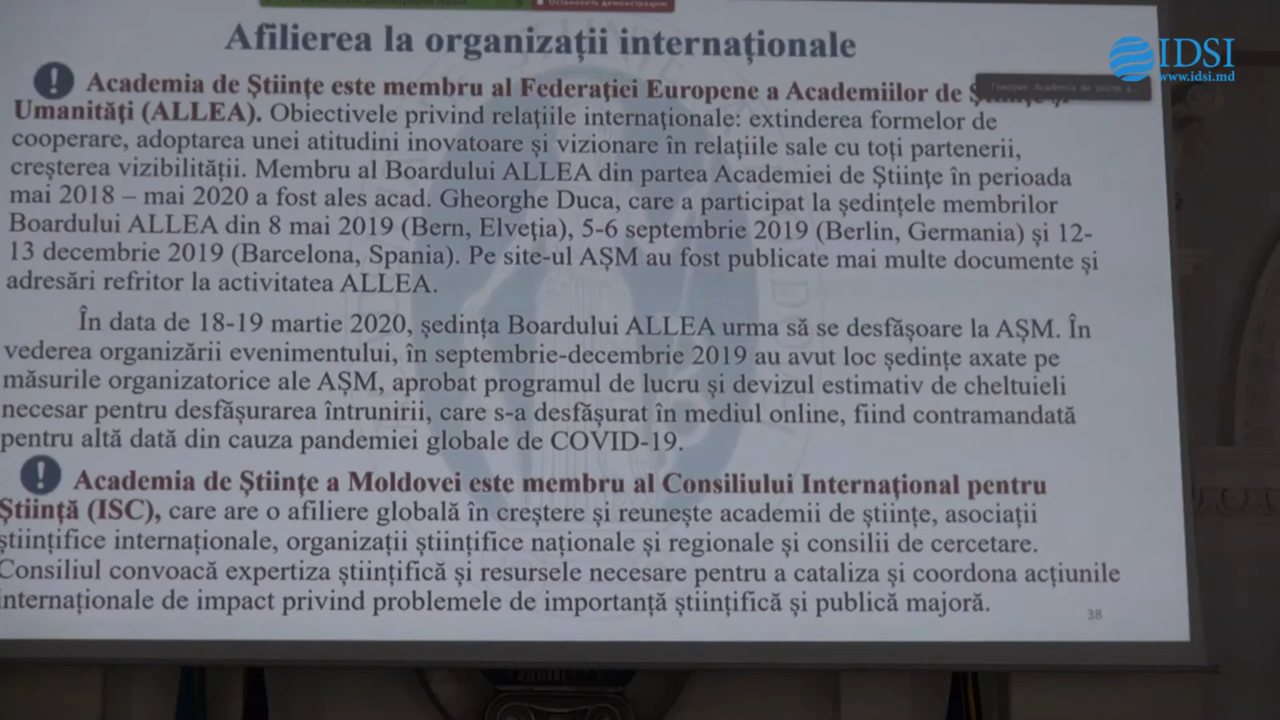 Остановить демонстрацию
Afilierea la organizații internaționale
IDSI
www.idsi.md
! Academia de Științe este membru al Federației Europene a Academiilor de Științe și
Говорит: Academia de Științe a...
Umanități (ALLEA). Obiectivele privind relațiile internaționale: extinderea formelor de
cooperare, adoptarea unei atitudini inovatoare și vizionare în relațiile sale cu toți partenerii,
creșterea vizibilității. Membru al Boardului ALLEA din partea Academiei de Științe în perioada
mai 2018 – mai 2020 a fost ales acad. Gheorghe Duca, care a participat la ședințele membrilor
Boardului ALLEA din 8 mai 2019 (Bern, Elveția), 5-6 septembrie 2019 (Berlin, Germania) și 12-
13 decembrie 2019 (Barcelona, Spania). Pe site-ul AȘM au fost publicate mai multe documente și
adresări refritor la activitatea ALLEA.
În data de 18-19 martie 2020, ședința Boardului ALLEA urma să se desfășoare la AȘM. În
vederea organizării evenimentului, în septembrie-decembrie 2019 au avut loc ședințe axate pe
măsurile organizatorice ale AȘM, aprobat programul de lucru și devizul estimativ de cheltuieli
necesar pentru desfășurarea întrunirii, care s-a desfășurat în mediul online, fiind contramandată
pentru altă dată din cauza pandemiei globale de COVID-19.
! Academia de Științe a Moldovei este membru al Consiliului Internațional pentru
Știință (ISC), care are o afiliere globală în creștere și reunește academii de științe, asociații
științifice internaționale, organizații științifice naționale și regionale și consilii de cercetare.
Consiliul convoacă expertiza științifică și resursele necesare pentru a cataliza și coordona acțiunile
internaționale de impact privind problemele de importanță științifică și publică majoră.
38